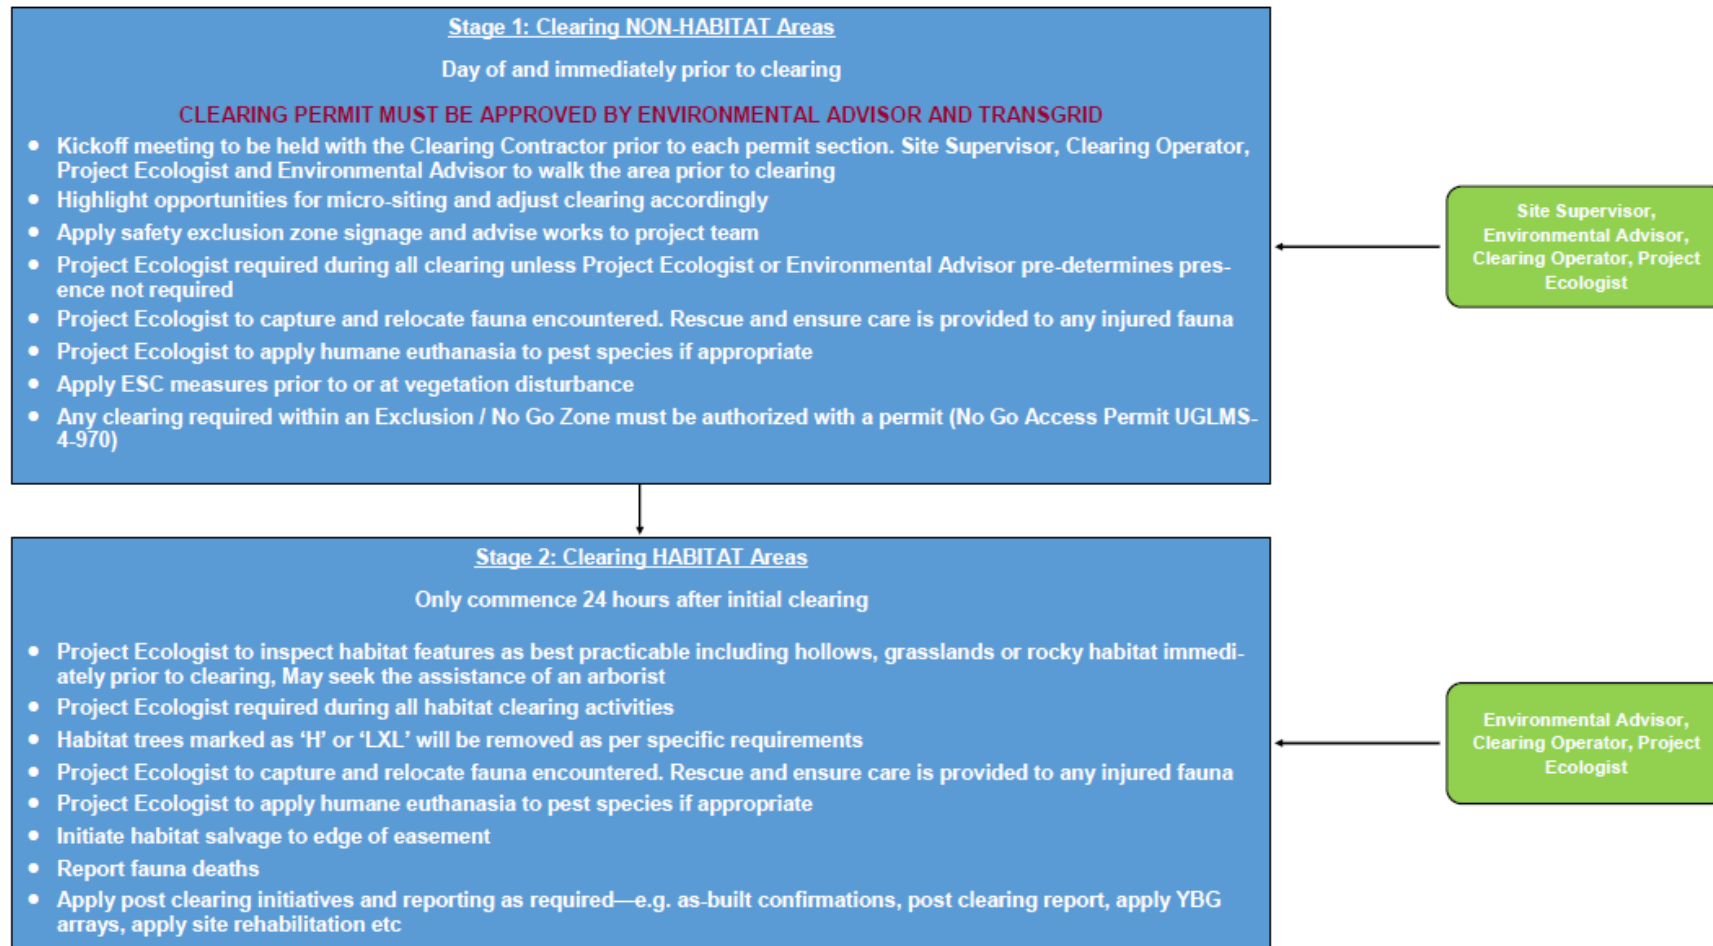 Stage 1: Clearing NON-HABITAT Areas
Day of and immediately prior to clearing
CLEARING PERMIT MUST BE APPROVED BY ENVIRONMENTAL ADVISOR AND TRANSGRID
• Kickoff meeting to be held with the Clearing Contractor prior to each permit section. Site Supervisor, Clearing Operator,
Project Ecologist and Environmental Advisor to walk the area prior to clearing
• Highlight opportunities for micro-siting and adjust clearing accordingly
• Apply safety exclusion zone signage and advise works to project team
• Project Ecologist required during all clearing unless Project Ecologist or Environmental Advisor pre-determines pres-
ence not required
• Project Ecologist to capture and relocate fauna encountered. Rescue and ensure care is provided to any injured fauna
• Project Ecologist to apply humane euthanasia to pest species if appropriate
• Apply ESC measures prior to or at vegetation disturbance
• Any clearing required within an Exclusion / No Go Zone must be authorized with a permit (No Go Access Permit UGLMS-
4-970)
Site Supervisor,
Environmental Advisor,
Clearing Operator, Project
Ecologist
Stage 2: Clearing HABITAT Areas
Only commence 24 hours after initial clearing
• Project Ecologist to inspect habitat features as best practicable including hollows, grasslands or rocky habitat immedi-
ately prior to clearing, May seek the assistance of an arborist
• Project Ecologist required during all habitat clearing activities
• Habitat trees marked as ‘H’ or ‘LXL’ will be removed as per specific requirements
• Project Ecologist to capture and relocate fauna encountered. Rescue and ensure care is provided to any injured fauna
• Project Ecologist to apply humane euthanasia to pest species if appropriate
• Initiate habitat salvage to edge of easement
• Report fauna deaths
• Apply post clearing initiatives and reporting as required—e.g. as-built confirmations, post clearing report, apply YBG
arrays, apply site rehabilitation etc
Environmental Advisor,
Clearing Operator, Project
Ecologist